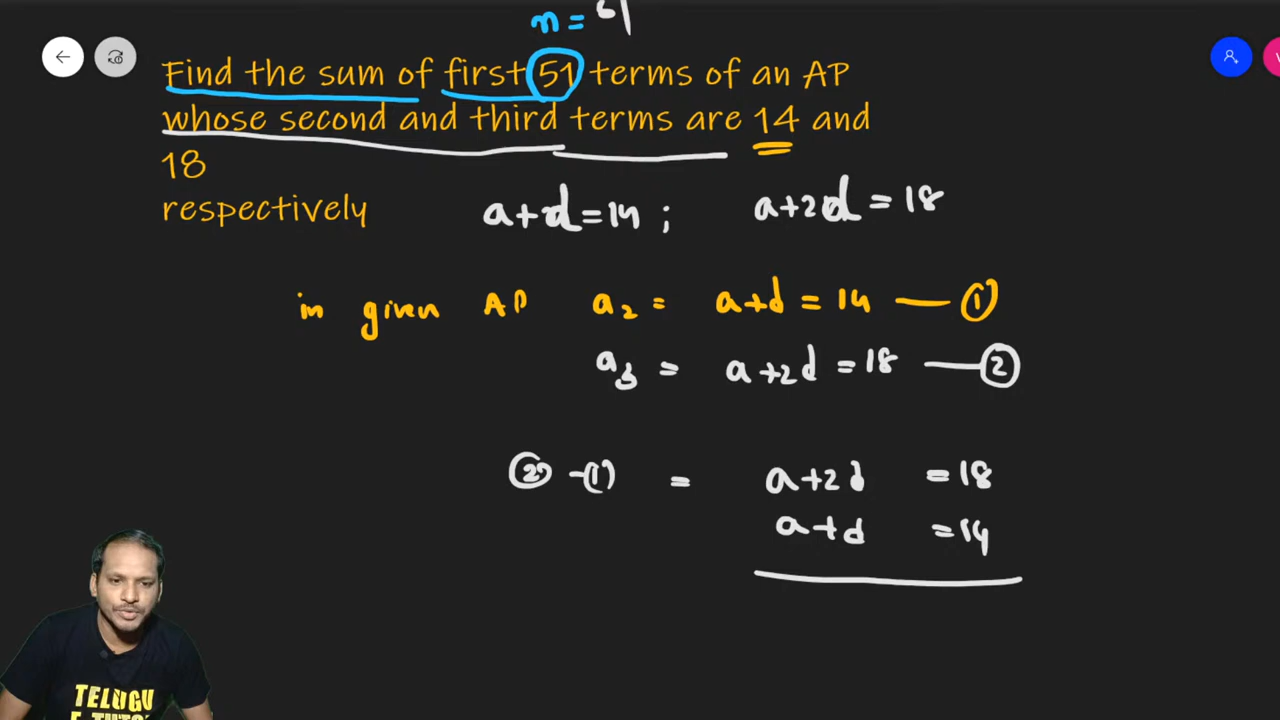 n = 51
Find the sum of first 51 terms of an AP
whose second and third terms are 14 and
18
respectively
a+d=14 ; a+2d = 18
in given AP a₂ = a+d = 14 — ①
a₃ = a+2d = 18 — ②
② -(1) = a+2d = 18
a+d = 14
TELUGU